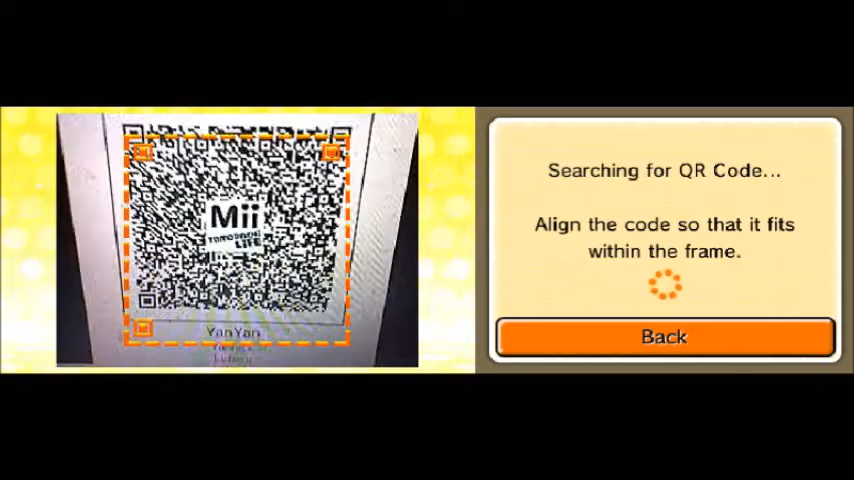 Mii
TOMODACHI
LIFE
YanYan
Searching for QR Code...
Align the code so that it fits
within the frame.
Back